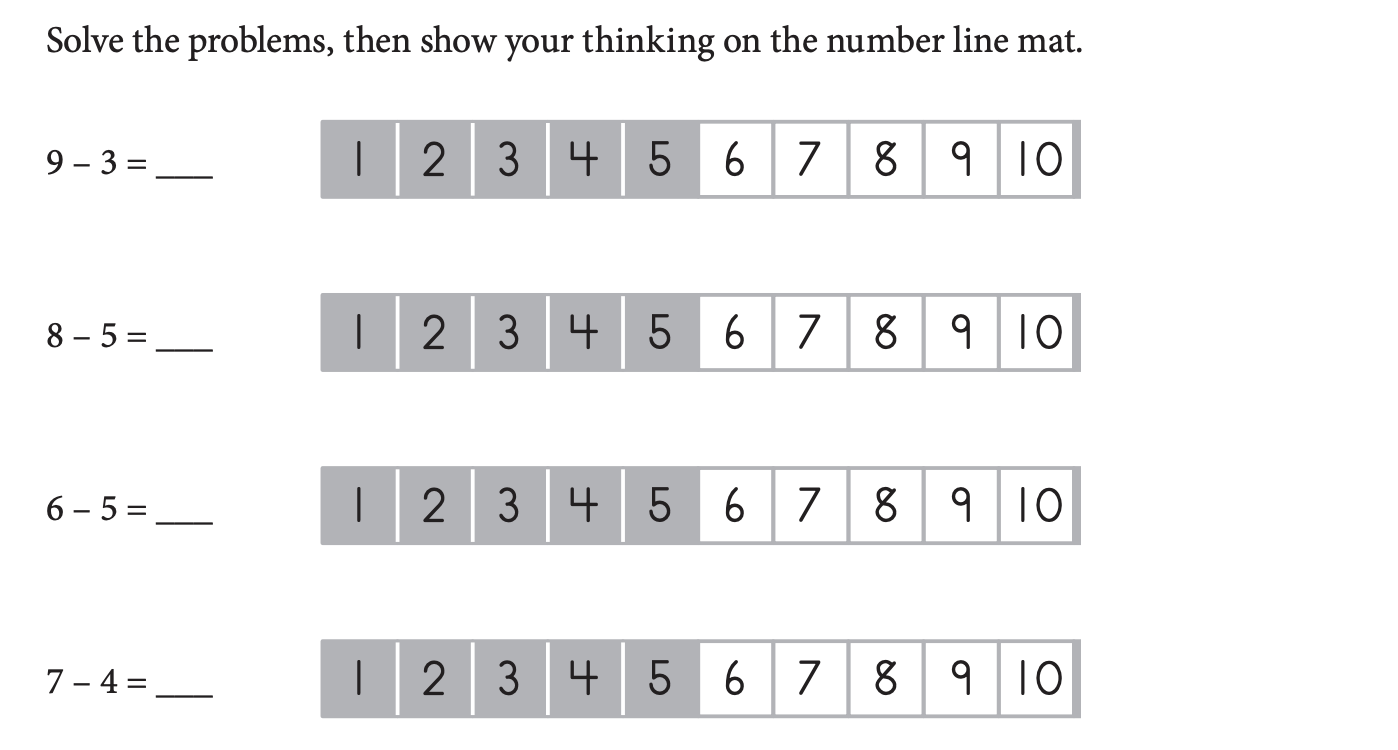 Solve the problems, then show your thinking on the number line mat.
9 – 3 = ___ 1 2 3 4 5 6 7 8 9 10
8 – 5 = ___ 1 2 3 4 5 6 7 8 9 10
6 – 5 = ___ 1 2 3 4 5 6 7 8 9 10
7 – 4 = ___ 1 2 3 4 5 6 7 8 9 10